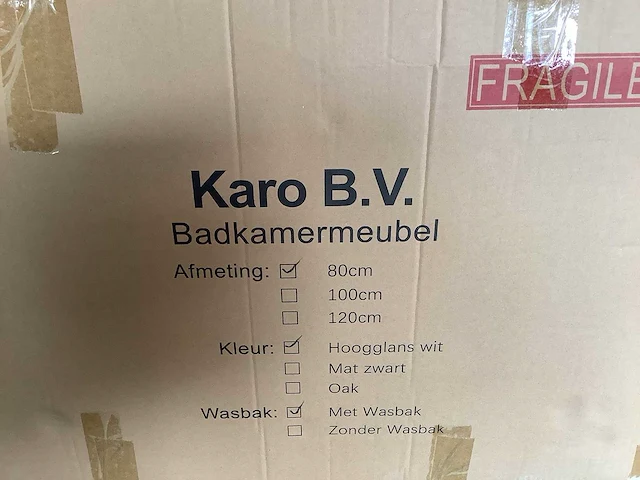 FRAGILE
Karo B.V.
Badkamermeubel
Afmeting: ☑ 80cm
☐ 100cm
☐ 120cm
Kleur: ☑ Hoogglans wit
☐ Mat zwart
☐ Oak
Wasbak: ☑ Met Wasbak
☐ Zonder Wasbak